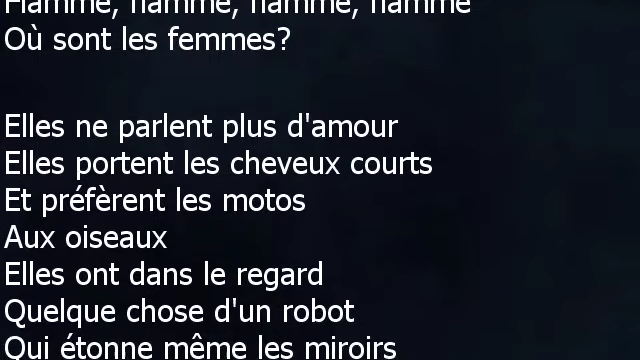 Flamme, flamme, flamme, flamme
Où sont les femmes?
Elles ne parlent plus d'amour
Elles portent les cheveux courts
Et préfèrent les motos
Aux oiseaux
Elles ont dans le regard
Quelque chose d'un robot
Qui étonne même les miroirs